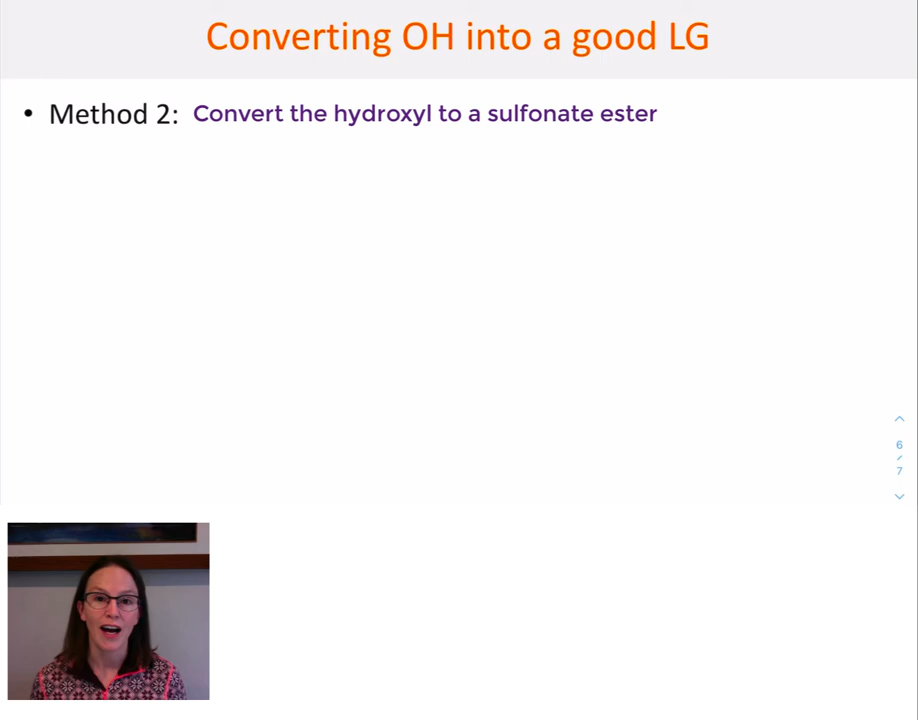 Converting OH into a good LG
• Method 2: Convert the hydroxyl to a sulfonate ester
6
/
7